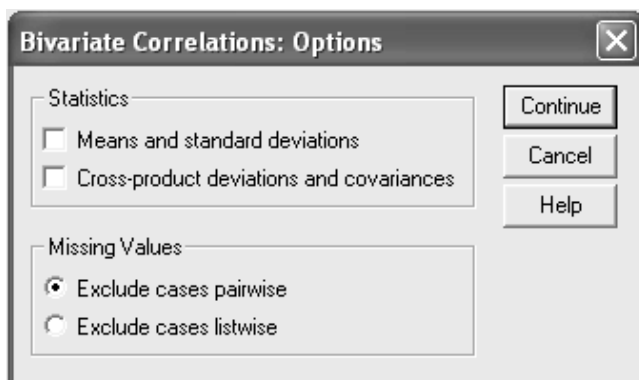 Bivariate Correlations: Options
Statistics
Means and standard deviations
Cross-product deviations and covariances
Missing Values
Exclude cases pairwise
Exclude cases listwise
Continue
Cancel
Help